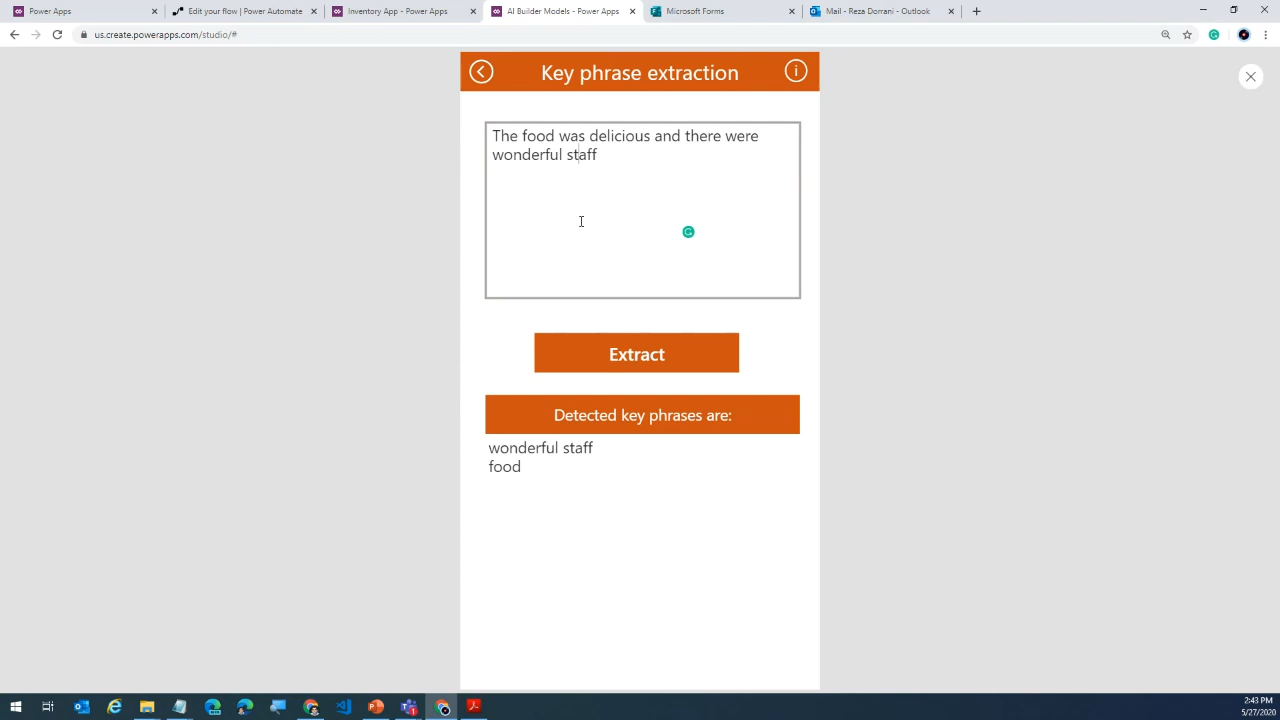 Power Apps
Edit your flow | Power Automate
Inventory App - Power Apps
AI Builder Models - Power Apps
Microsoft Forms
Mail - Reza Dorrani - Outlook
us.create.powerapps.com/studio/#
Key phrase extraction
The food was delicious and there were
wonderful staff
Extract
Detected key phrases are:
wonderful staff
food
2:43 PM
5/27/2020